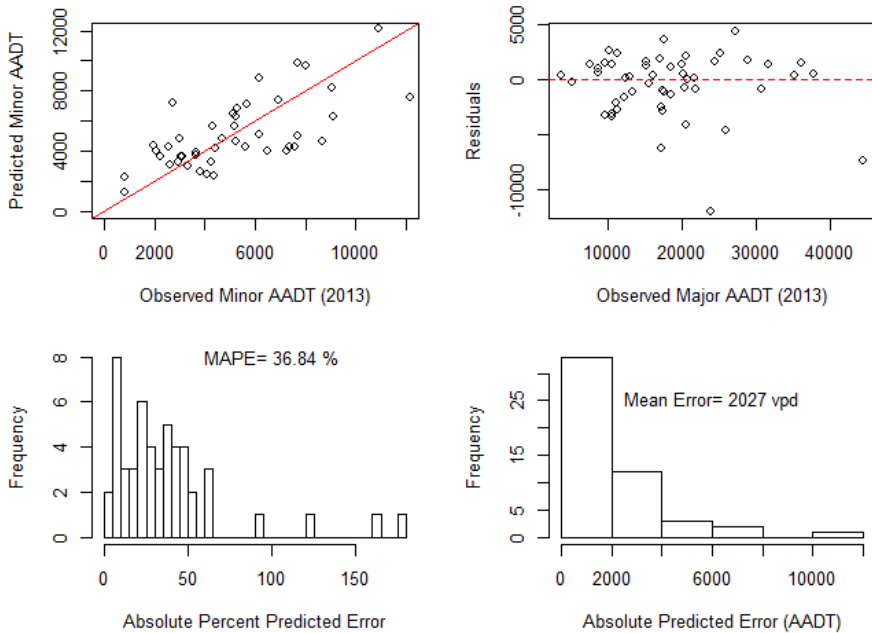 Predicted Minor AADT
0 4000 8000 12000
0 2000 6000 10000
Observed Minor AADT (2013)
Residuals
-10000 0 5000
10000 20000 30000 40000
Observed Major AADT (2013)
MAPE= 36.84 %
Frequency
0 2 4 6 8
0 50 100 150
Absolute Percent Predicted Error
Mean Error= 2027 vpd
Frequency
0 5 15 25
0 2000 6000 10000
Absolute Predicted Error (AADT)